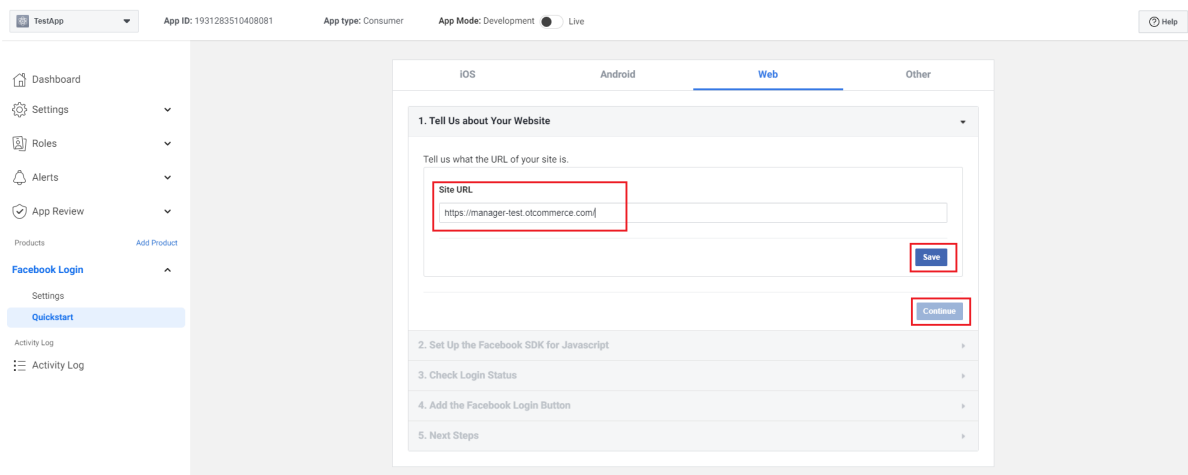 TestApp
App ID: 1931283510408081
App type: Consumer
App Mode: Development
Live
Help
Dashboard
Settings
Roles
Alerts
App Review
Products
Add Product
Facebook Login
Settings
Quickstart
Activity Log
Activity Log
iOS
Android
Web
Other
1. Tell Us about Your Website
Tell us what the URL of your site is.
Site URL
https://manager-test.otcommerce.com/
Save
Continue
2. Set Up the Facebook SDK for Javascript
3. Check Login Status
4. Add the Facebook Login Button
5. Next Steps